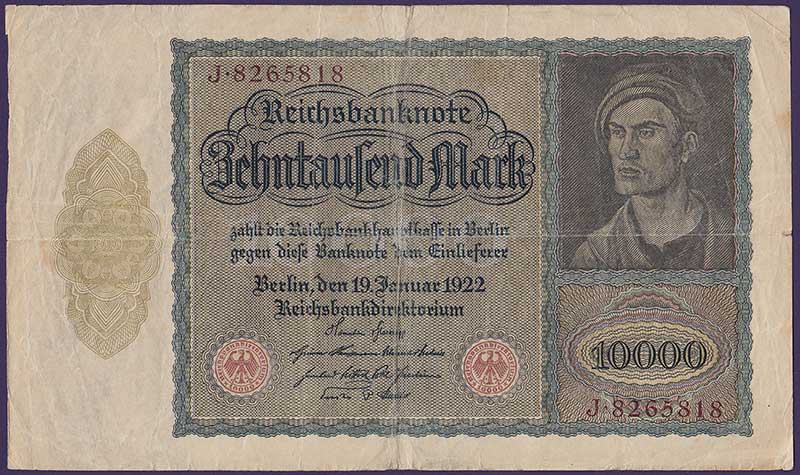 J·8265818
Reichsbanknote
Zehntausend Mark
zahlt die Reichsbankhauptkasse in Berlin
gegen diese Banknote dem Einlieferer
Berlin, den 19. Januar 1922
Reichsbankdirektorium
10000
J·8265818